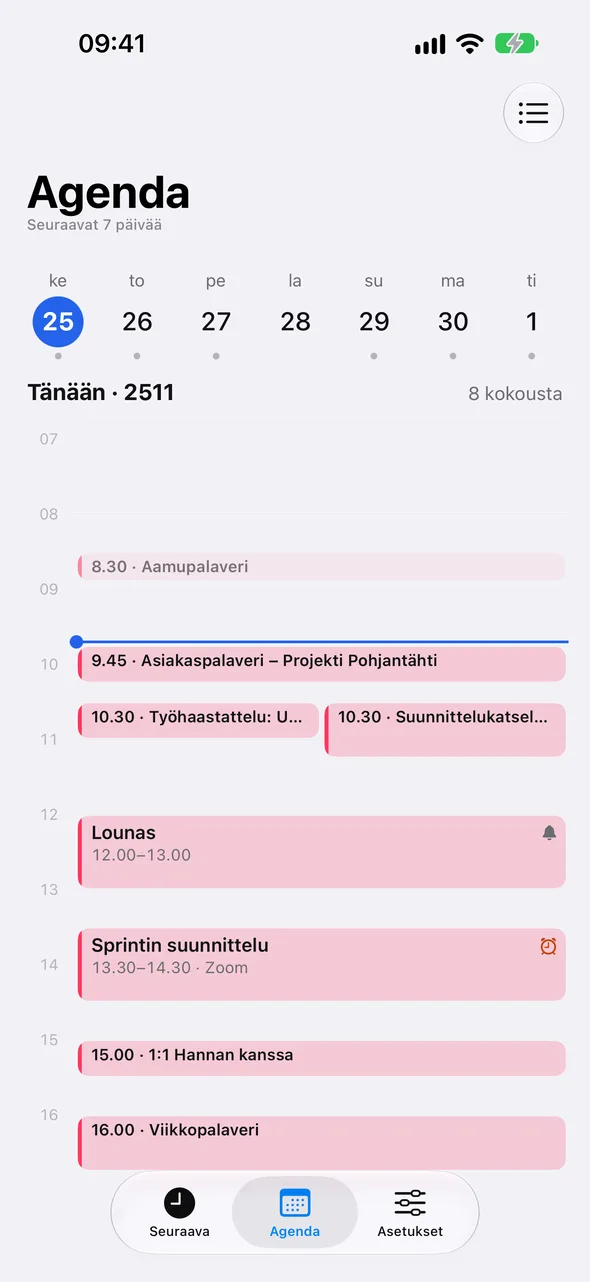 09:41
Agenda
Seuraavat 7 päivää
ke to pe la su ma ti
25 26 27 28 29 30 1
Tänään · 2511
8 kokousta
07
08
8.30 · Aamupalaveri
09
9.45 · Asiakaspalaveri – Projekti Pohjantähti
10
10.30 · Työhaastattelu: U...
10.30 · Suunnittelukatsel...
11
12
Lounas
12.00–13.00
13
Sprintin suunnittelu
13.30–14.30 · Zoom
14
15
15.00 · 1:1 Hannan kanssa
16
16.00 · Viikkopalaveri
Seuraava
Agenda
Asetukset